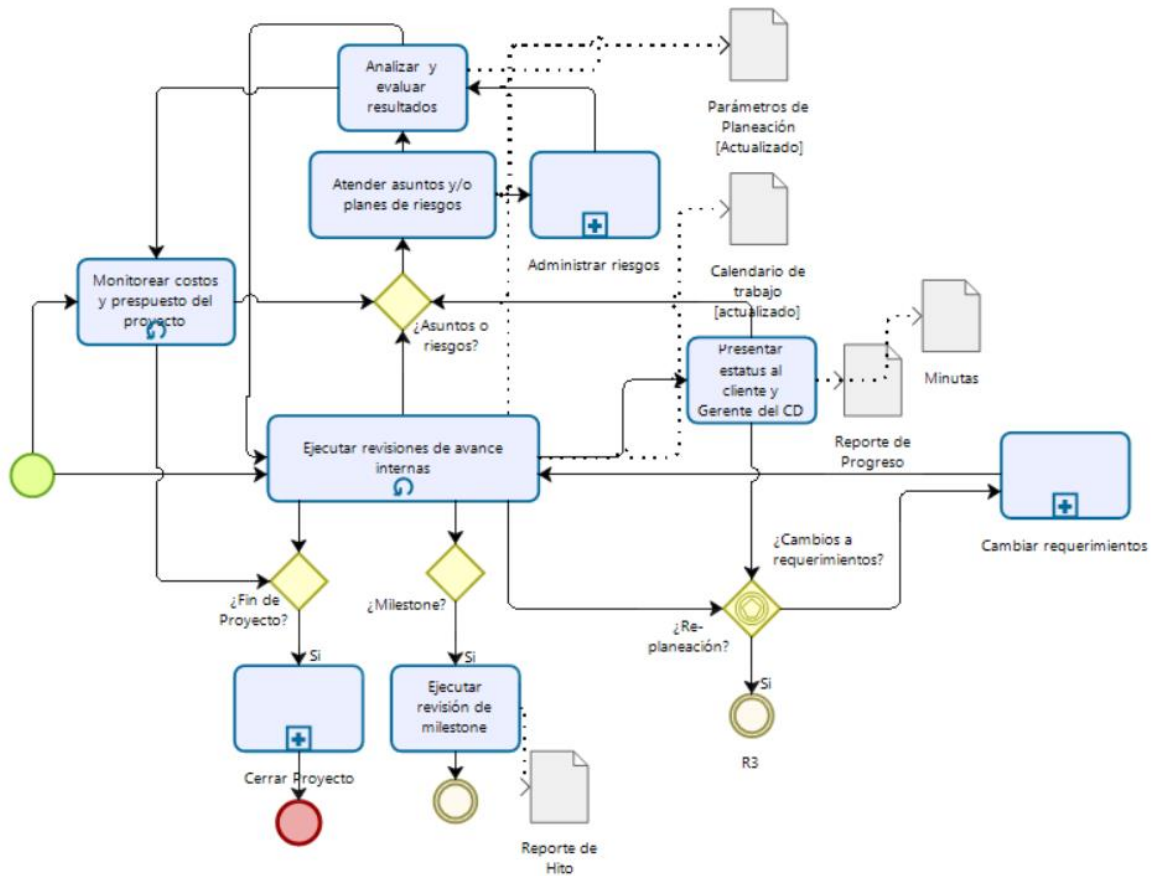 Analizar y
evaluar
resultados
Parámetros de
Planeación
[Actualizado]
Atender asuntos y/o
planes de riesgos
Administrar riesgos
Calendario de
trabajo
[actualizado]
Monitorear costos
y prespuesto del
proyecto
¿Asuntos o
riesgos?
Presentar
estatus al
cliente y
Gerente del CD
Minutas
Reporte de
Progreso
Ejecutar revisiones de avance
internas
Cambiar requerimientos
¿Cambios a
requerimientos?
¿Fin de
Proyecto?
¿Milestone?
¿Re-
planeación?
Si
Si
Si
Ejecutar
revisión de
milestone
R3
Cerrar Proyecto
Reporte de
Hito